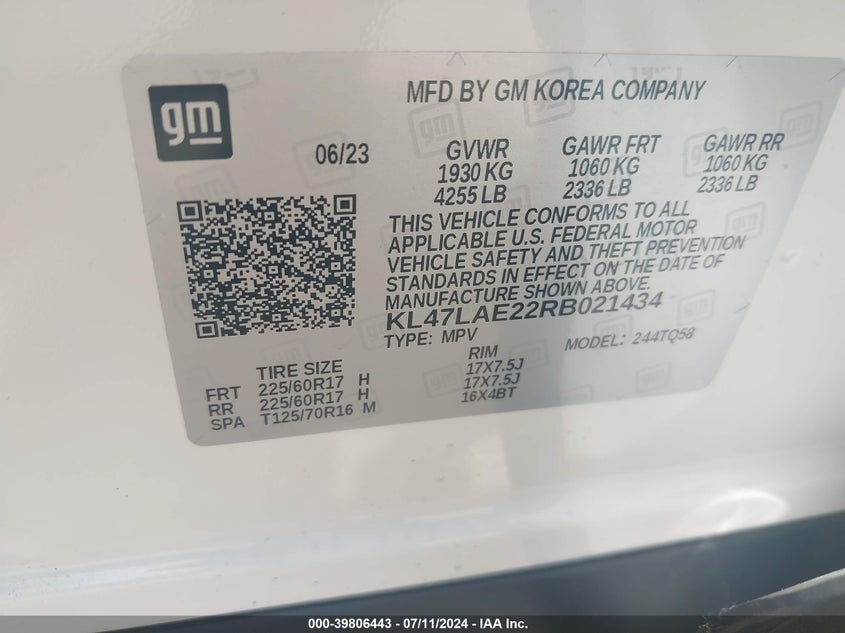 gm
MFD BY GM KOREA COMPANY
06/23
GVWR
1930 KG
4255 LB
GAWR FRT
1060 KG
2336 LB
GAWR RR
1060 KG
2336 LB
THIS VEHICLE CONFORMS TO ALL
APPLICABLE U.S. FEDERAL MOTOR
VEHICLE SAFETY AND THEFT PREVENTION
STANDARDS IN EFFECT ON THE DATE OF
MANUFACTURE SHOWN ABOVE.
KL47LAE22RB021434
TYPE: MPV
MODEL: 244TQ58
TIRE SIZE RIM
FRT 225/60R17 H 17X7.5J
RR 225/60R17 H 17X7.5J
SPA T125/70R16 M 16X4BT
000-39806443 - 07/11/2024 - IAA Inc.